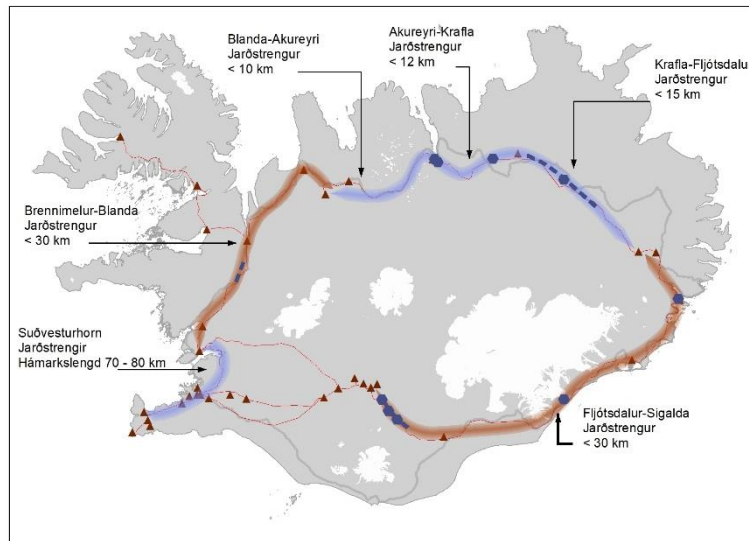 Blanda-Akureyri
Jarðstrengur
< 10 km
Akureyri-Krafla
Jarðstrengur
< 12 km
Krafla-Fljótsdalu
Jarðstrengur
< 15 km
Brennimelur-Blanda
Jarðstrengur
< 30 km
Suðvesturhorn
Jarðstrengir
Hámarkslengd 70 - 80 km
Fljótsdalur-Sigalda
Jarðstrengur
< 30 km